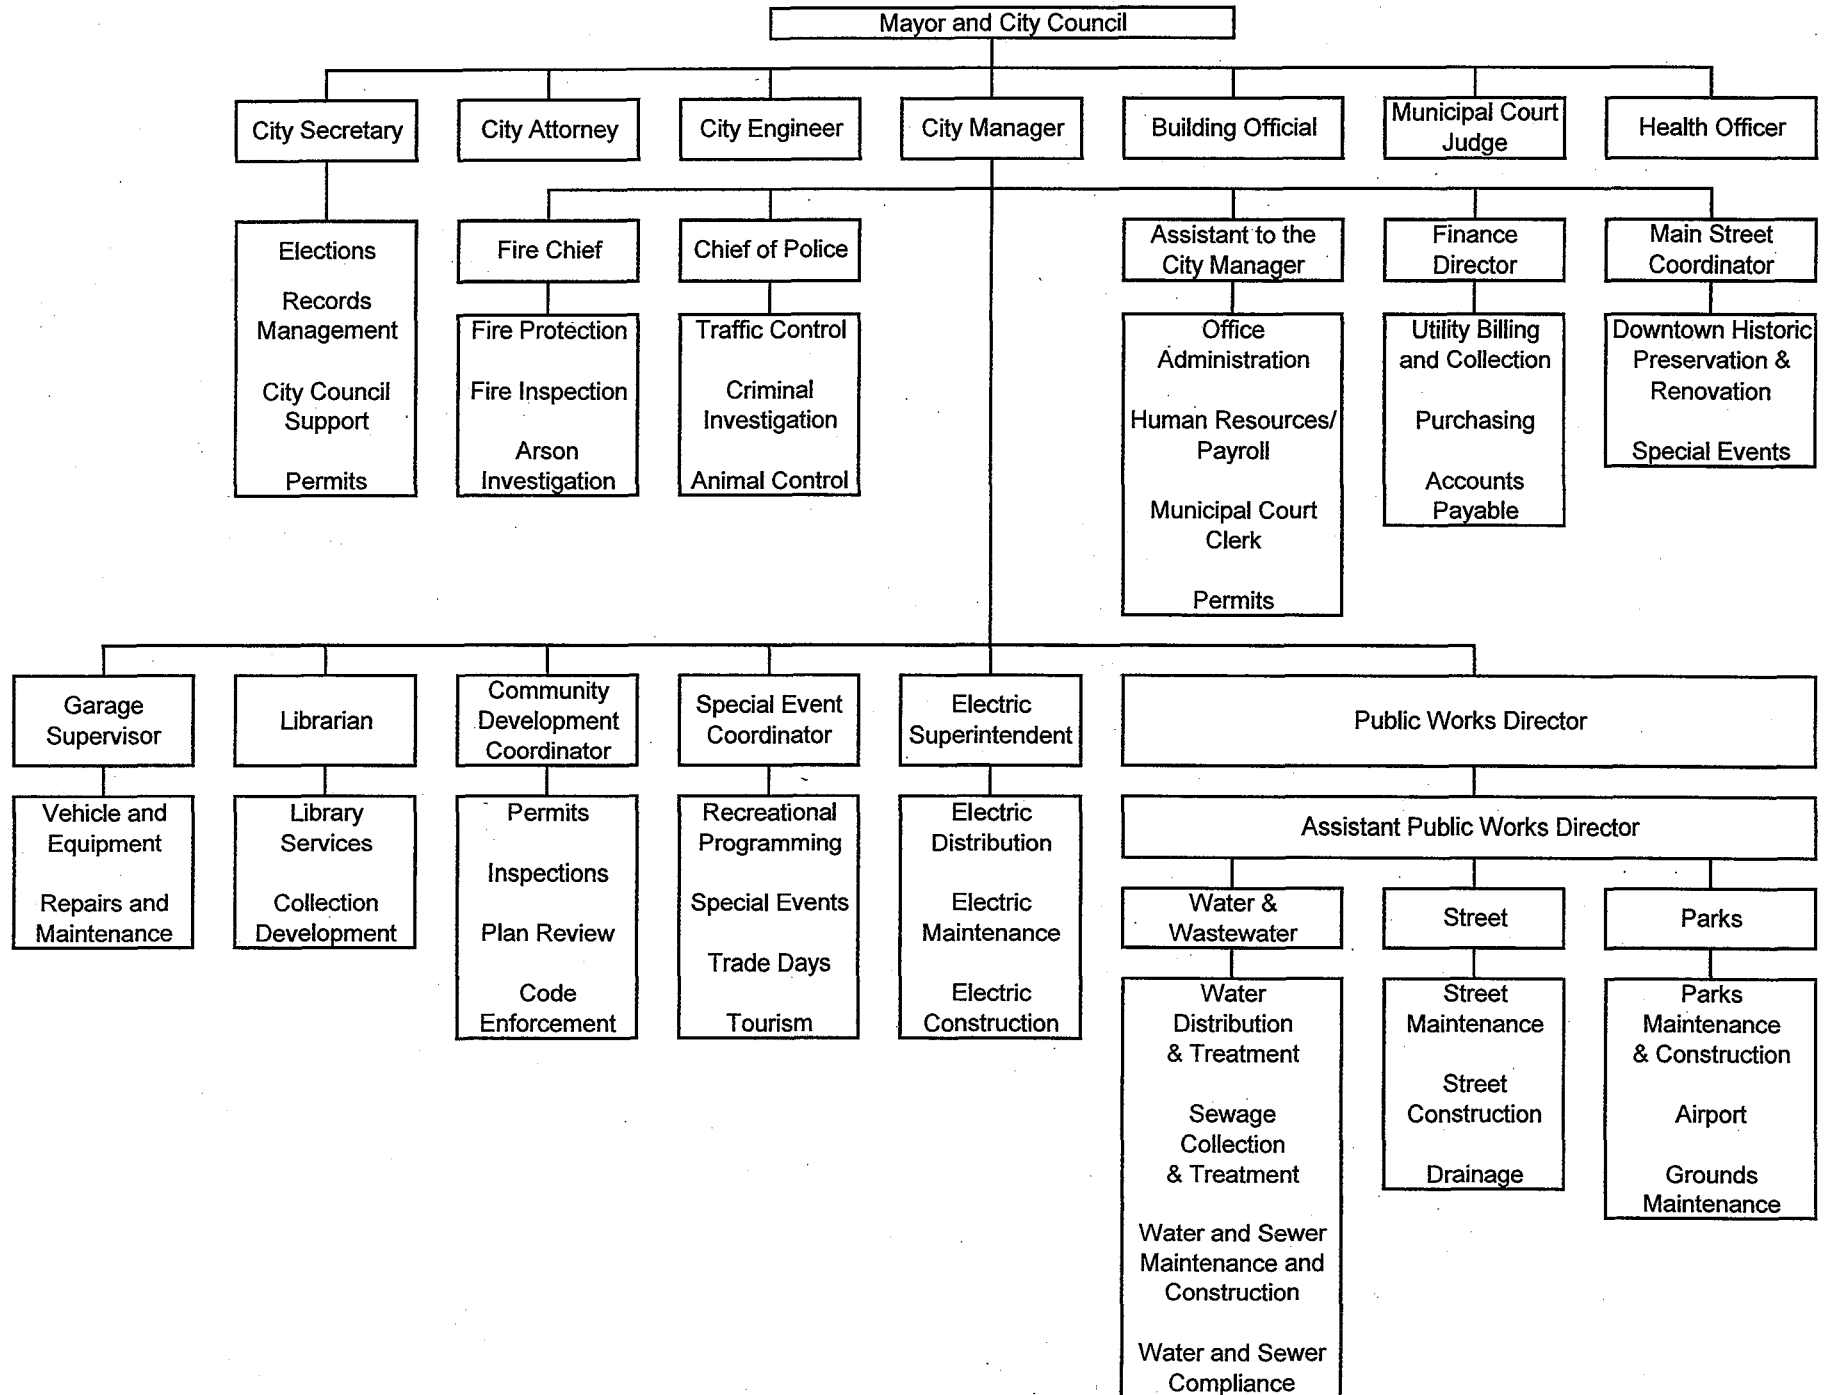 Mayor and City Council
City Secretary
City Attorney
City Engineer
City Manager
Building Official
Municipal Court
Judge
Health Officer
Elections
Records
Management
City Council
Support
Permits
Fire Chief
Fire Protection
Fire Inspection
Arson
Investigation
Chief of Police
Traffic Control
Criminal
Investigation
Animal Control
Assistant to the
City Manager
Office
Administration
Human Resources/
Payroll
Municipal Court
Clerk
Permits
Finance
Director
Utility Billing
and Collection
Purchasing
Accounts
Payable
Main Street
Coordinator
Downtown Historic
Preservation &
Renovation
Special Events
Garage
Supervisor
Vehicle and
Equipment
Repairs and
Maintenance
Librarian
Library
Services
Collection
Development
Community
Development
Coordinator
Permits
Inspections
Plan Review
Code
Enforcement
Special Event
Coordinator
Recreational
Programming
Special Events
Trade Days
Tourism
Electric
Superintendent
Electric
Distribution
Electric
Maintenance
Electric
Construction
Public Works Director
Assistant Public Works Director
Water &
Wastewater
Water
Distribution
& Treatment
Sewage
Collection
& Treatment
Water and Sewer
Maintenance and
Construction
Water and Sewer
Compliance
Street
Street
Maintenance
Street
Construction
Drainage
Parks
Parks
Maintenance
& Construction
Airport
Grounds
Maintenance